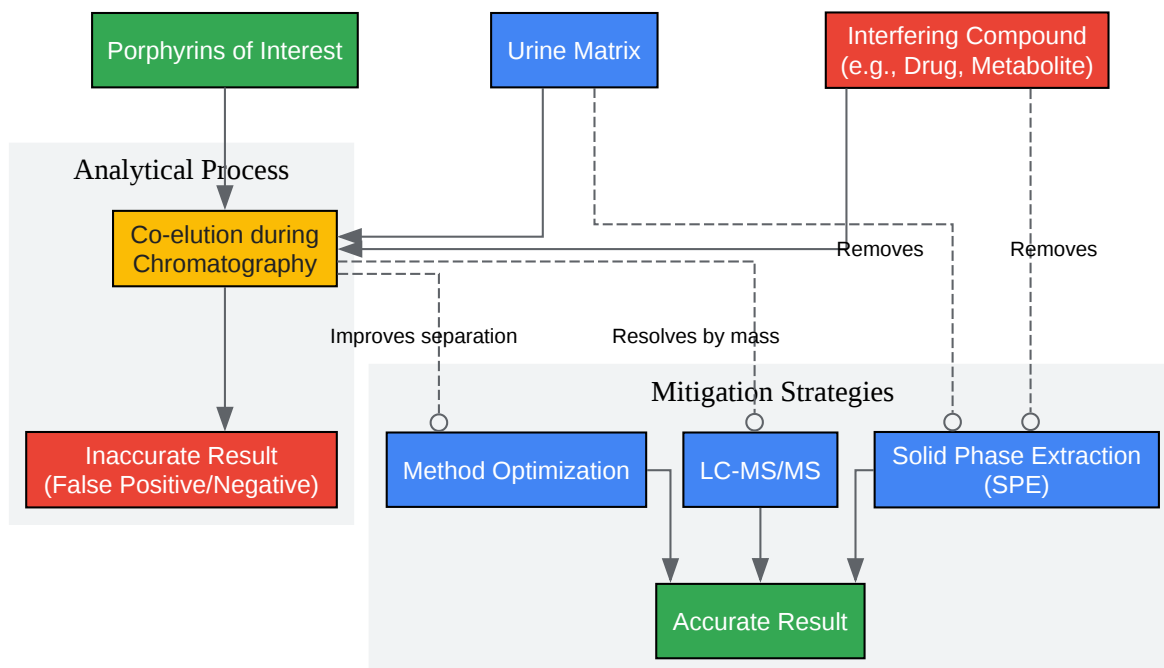 Porphyrins of Interest
Urine Matrix
Interfering Compound
(e.g., Drug, Metabolite)
Analytical Process
Co-elution during
Chromatography
Removes
Removes
Improves separation
Resolves by mass
Mitigation Strategies
Inaccurate Result
(False Positive/Negative)
Method Optimization
LC-MS/MS
Solid Phase Extraction
(SPE)
Accurate Result